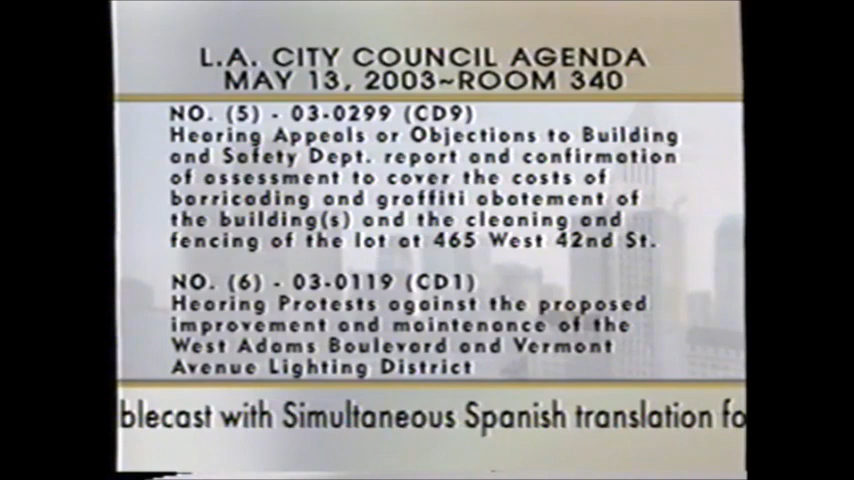 L.A. CITY COUNCIL AGENDA
MAY 13, 2003~ROOM 340
NO. (5) - 03-0299 (CD9)
Hearing Appeals or Objections to Building
and Safety Dept. report and confirmation
of assessment to cover the costs of
barricading and graffiti abatement of
the building(s) and the cleaning and
fencing of the lot at 465 West 42nd St.
NO. (6) - 03-0119 (CD1)
Hearing Protests against the proposed
improvement and maintenance of the
West Adams Boulevard and Vermont
Avenue Lighting District
blecast with Simultaneous Spanish translation fo